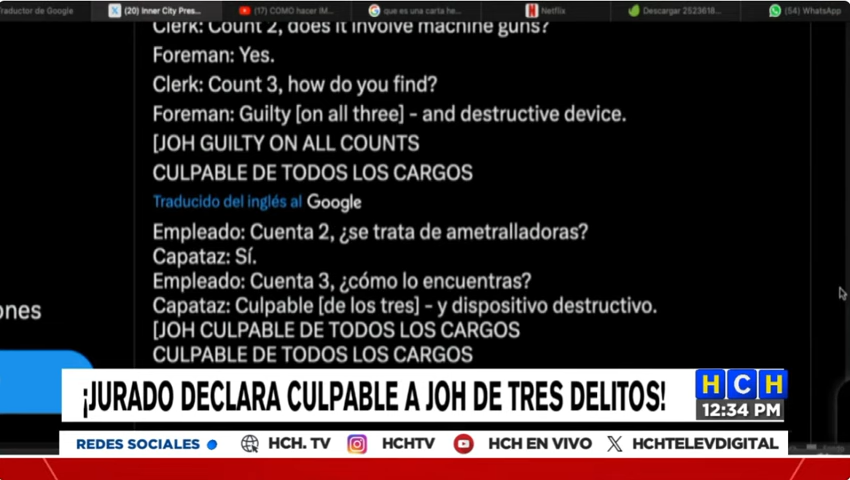 Traductor de Google
(20) Inner City Pres...
(17) COMO hacer IM...
que es una carta he...
Netflix
Descargar 2523618...
(54) WhatsApp
Clerk: Count 2, does it involve machine guns?
Foreman: Yes.
Clerk: Count 3, how do you find?
Foreman: Guilty [on all three] - and destructive device.
[JOH GUILTY ON ALL COUNTS
CULPABLE DE TODOS LOS CARGOS
Traducido del inglés al Google
Empleado: Cuenta 2, ¿se trata de ametralladoras?
Capataz: Sí.
Empleado: Cuenta 3, ¿cómo lo encuentras?
Capataz: Culpable [de los tres] - y dispositivo destructivo.
[JOH CULPABLE DE TODOS LOS CARGOS
CULPABLE DE TODOS LOS CARGOS
ones
¡JURADO DECLARA CULPABLE A JOH DE TRES DELITOS!
HCH
12:34 PM
REDES SOCIALES HCH. TV HCHTV HCH EN VIVO HCHTELEVDIGITAL